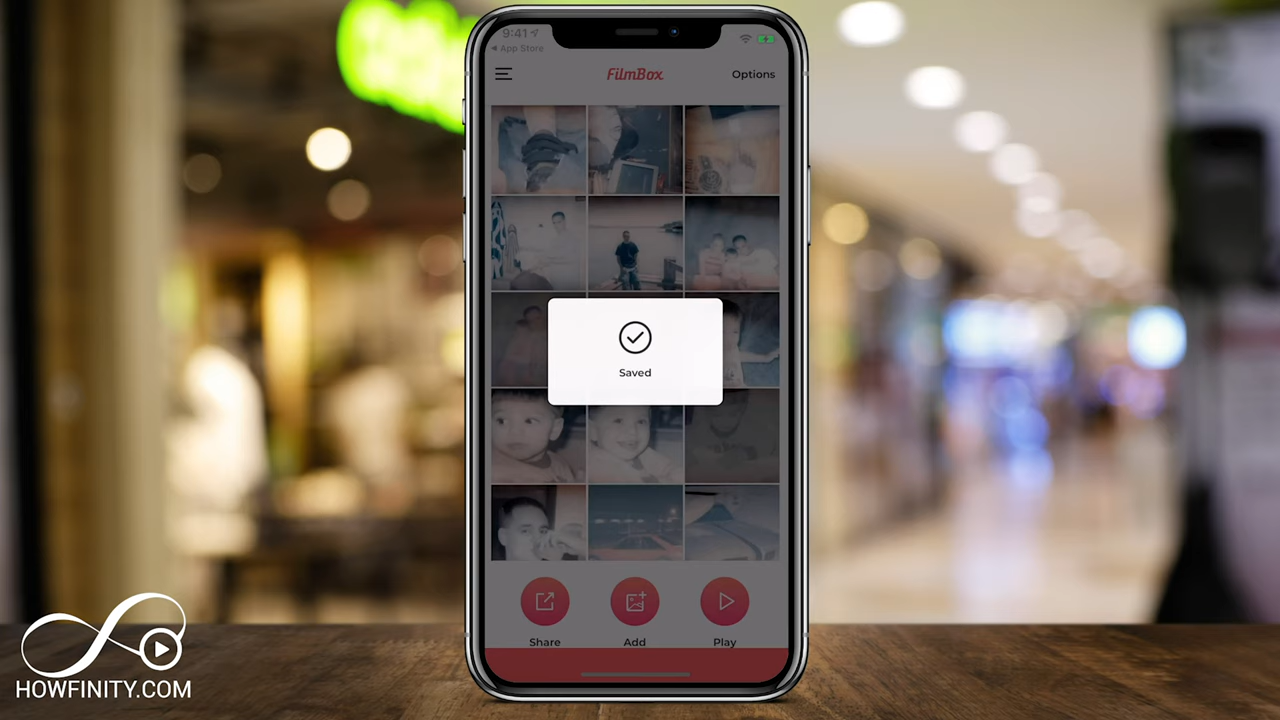 9:41
◀ App Store
FilmBox
Options
Saved
Share
Add
Play
HOWFINITY.COM